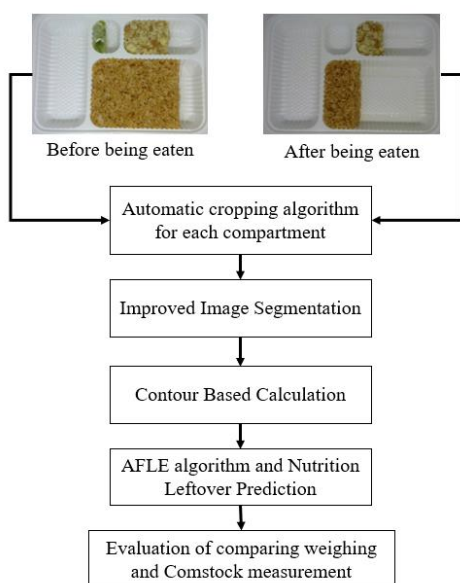 Before being eaten
After being eaten
Automatic cropping algorithm
for each compartment
Improved Image Segmentation
Contour Based Calculation
AFLE algorithm and Nutrition
Leftover Prediction
Evaluation of comparing weighing
and Comstock measurement